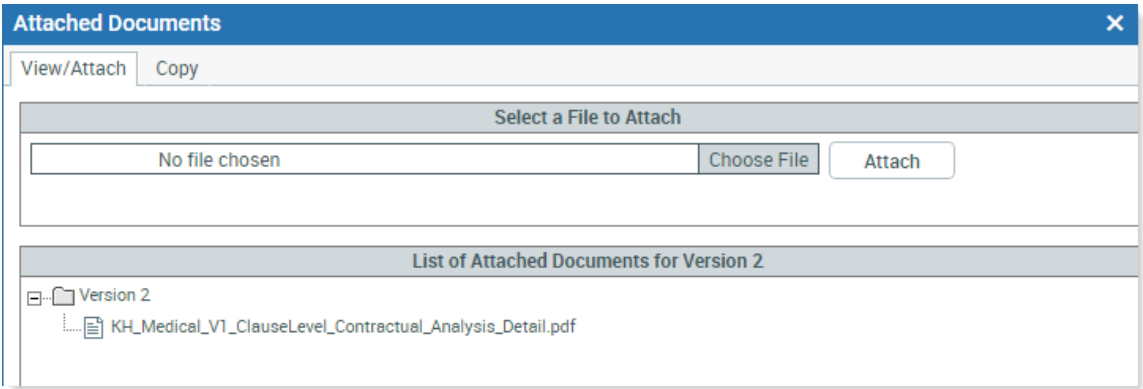 Attached Documents
View/Attach Copy
Select a File to Attach
No file chosen Choose File Attach
List of Attached Documents for Version 2
Version 2
KH_Medical_V1_ClauseLevel_Contractual_Analysis_Detail.pdf